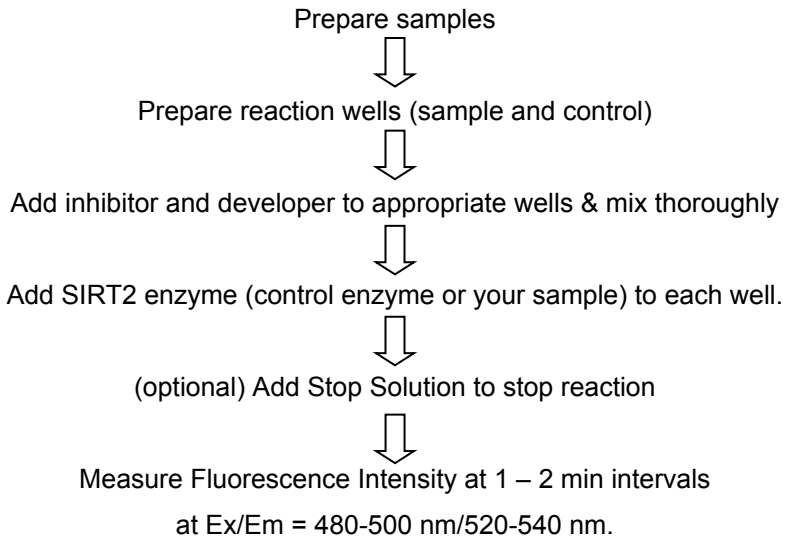 Prepare samples
Prepare reaction wells (sample and control)
Add inhibitor and developer to appropriate wells & mix thoroughly
Add SIRT2 enzyme (control enzyme or your sample) to each well.
(optional) Add Stop Solution to stop reaction
Measure Fluorescence Intensity at 1 – 2 min intervals
at Ex/Em = 480-500 nm/520-540 nm.